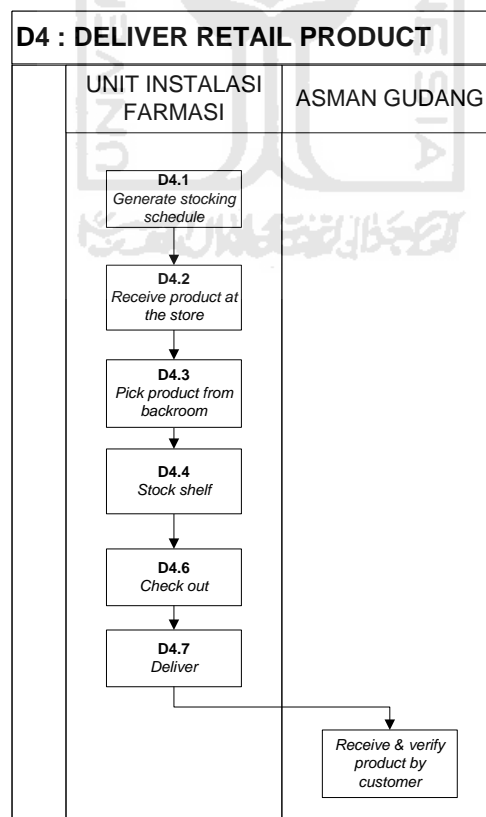 D4 : DELIVER RETAIL PRODUCT
UNIT INSTALASI
FARMASI
ASMAN GUDANG
D4.1
Generate stocking
schedule
D4.2
Receive product at
the store
D4.3
Pick product from
backroom
D4.4
Stock shelf
D4.6
Check out
D4.7
Deliver
Receive & verify
product by
customer